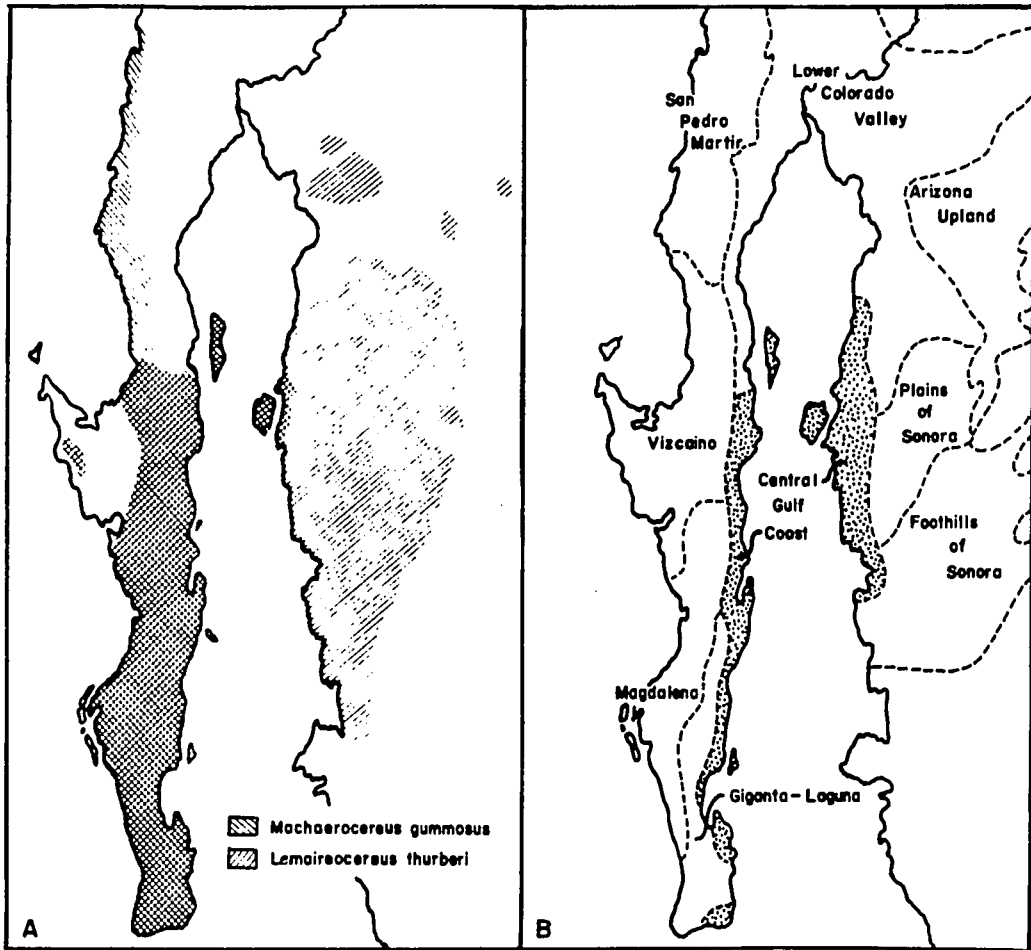 Machaerocereus gummosus
Lemaireocereus thurberi
A
Lower
Colorado
Valley
San
Pedro
Martir
Arizona
Upland
Plains
of
Sonora
Vizcaino
Central
Gulf
Coast
Foothills
of
Sonora
Magdalena
Giganta-Laguna
B